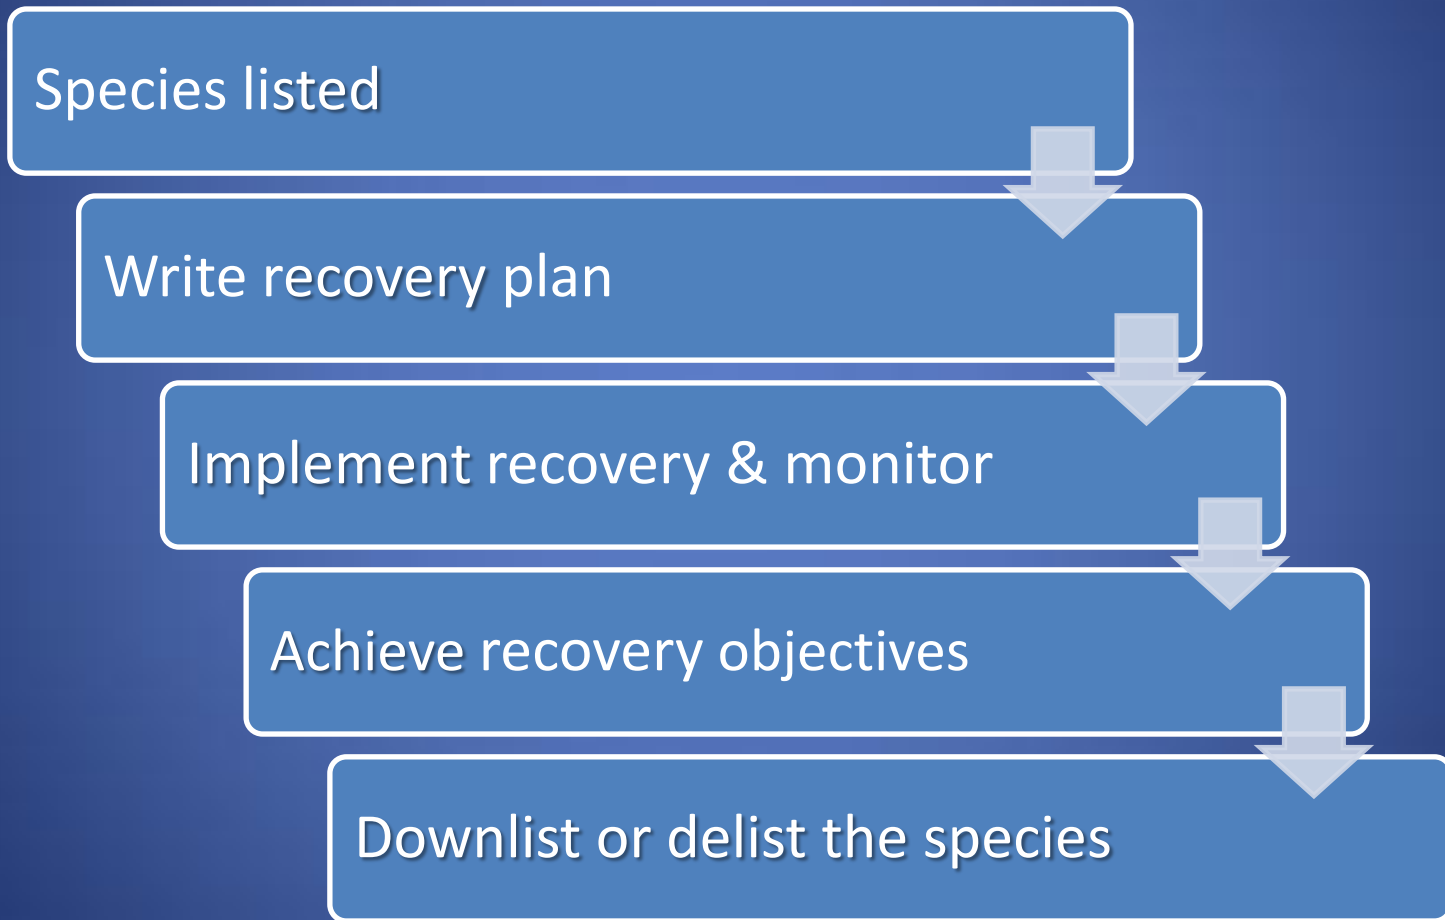 Species listed
Write recovery plan
Implement recovery & monitor
Achieve recovery objectives
Downlist or delist the species